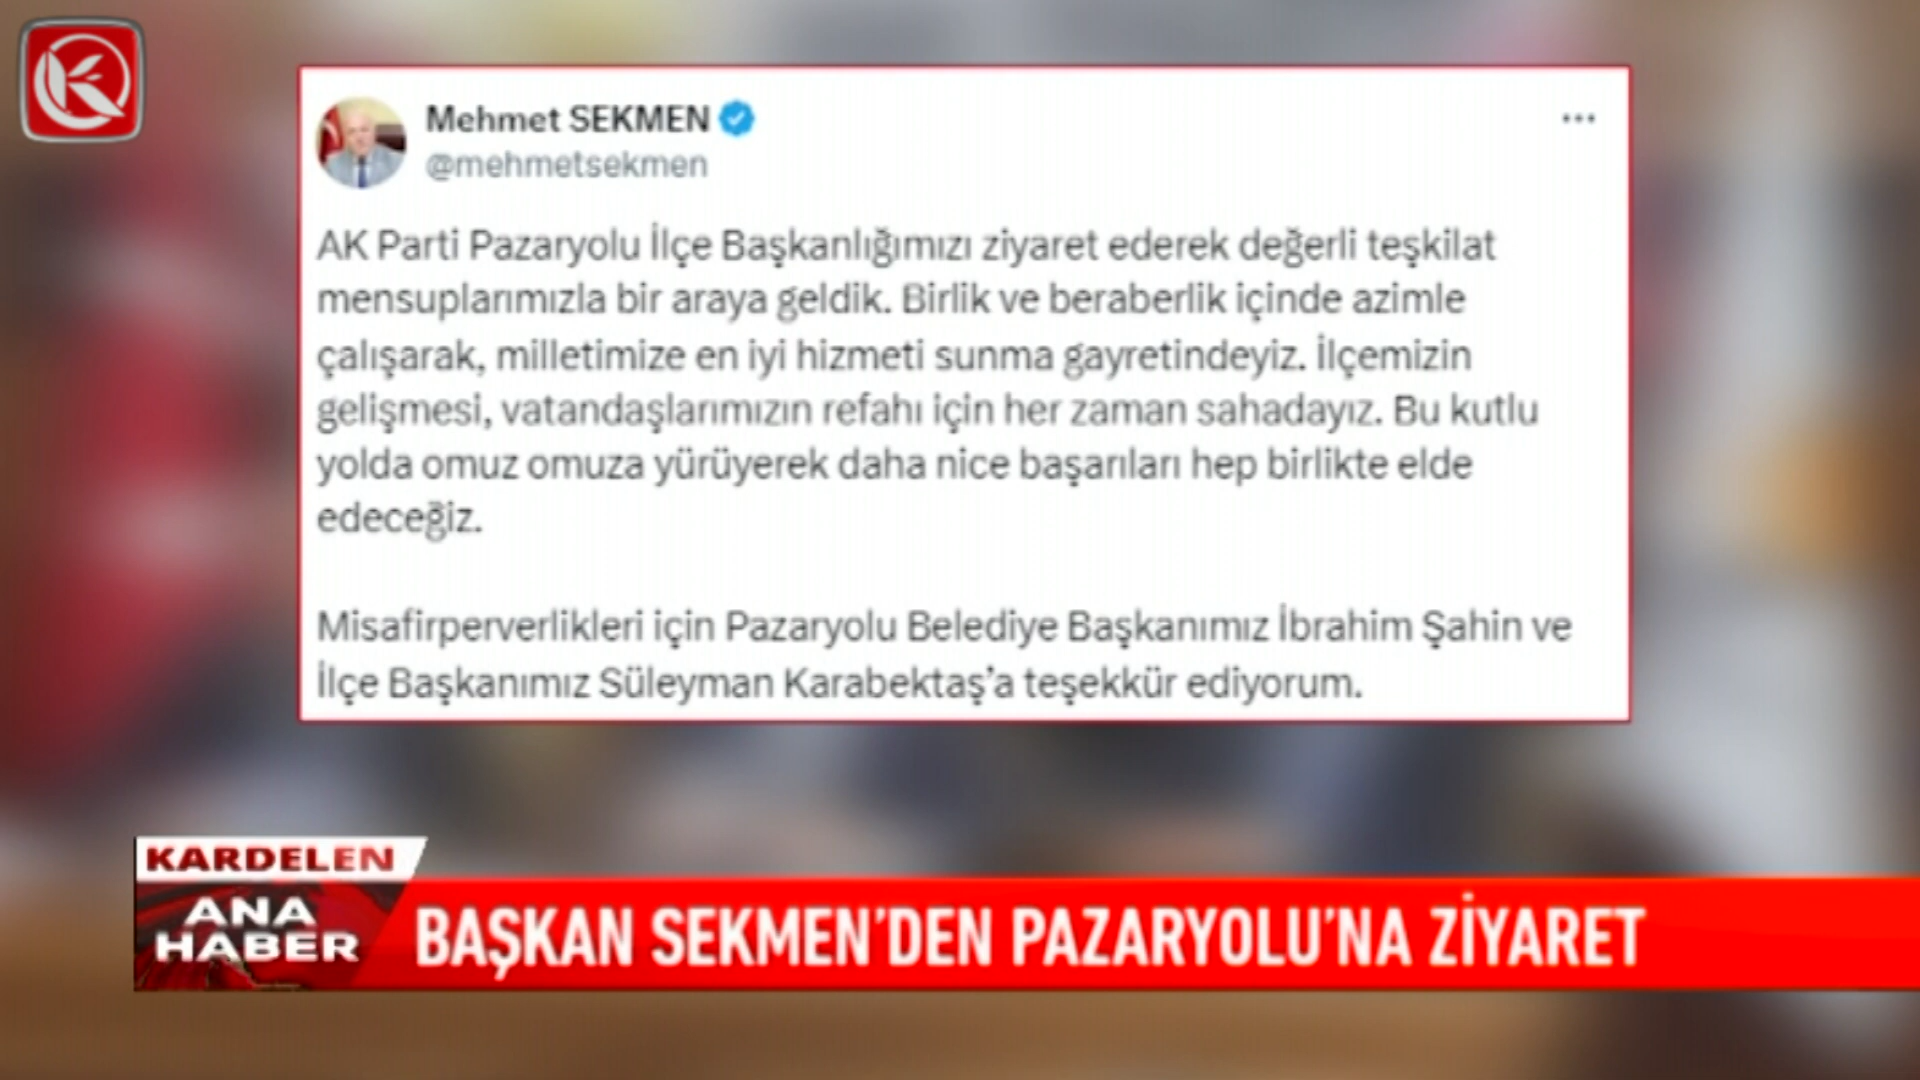 Mehmet SEKMEN
@mehmetsekmen
AK Parti Pazaryolu İlçe Başkanlığımızı ziyaret ederek değerli teşkilat
mensuplarımızla bir araya geldik. Birlik ve beraberlik içinde azimle
çalışarak, milletimize en iyi hizmeti sunma gayretindeyiz. İlçemizin
gelişmesi, vatandaşlarımızın refahı için her zaman sahadayız. Bu kutlu
yolda omuz omuza yürüyerek daha nice başarıları hep birlikte elde
edeceğiz.
Misafirperverlikleri için Pazaryolu Belediye Başkanımız İbrahim Şahin ve
İlçe Başkanımız Süleyman Karabektaş’a teşekkür ediyorum.
KARDELEN
ANA
HABER
BAŞKAN SEKMEN’DEN PAZARYOLU’NA ZİYARET